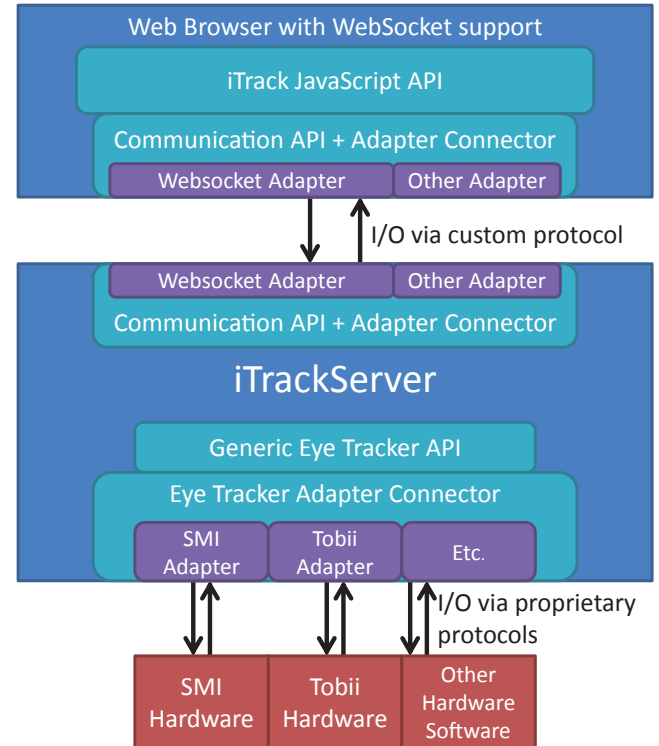 Web Browser with WebSocket support
iTrack JavaScript API
Communication API + Adapter Connector
Websocket Adapter
Other Adapter
I/O via custom protocol
Websocket Adapter
Other Adapter
Communication API + Adapter Connector
iTrackServer
Generic Eye Tracker API
Eye Tracker Adapter Connector
SMI
Adapter
Tobii
Adapter
Etc.
I/O via proprietary
protocols
SMI
Hardware
Tobii
Hardware
Other
Hardware
Software